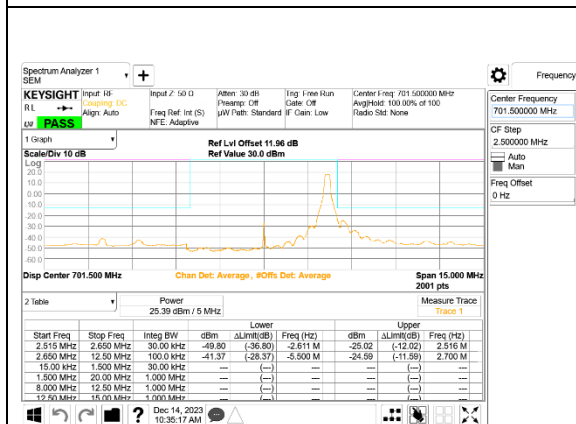 Spectrum Analyzer 1
SEM
Frequency
KEYSIGHT Input: RF Input Z: 50 Ω Atten: 30 dB Trig: Free Run Center Freq: 701.500000 MHz
RL Coupling: DC Preamp: Off Gate: Off Avg|Hold: 100.00% of 100
Align: Auto Freq Ref: Int (S) µW Path: Standard IF Gain: Low Radio Std: None
PASS NFE: Adaptive
Center Frequency
701.500000 MHz
CF Step
2.500000 MHz
Auto
Man
Freq Offset
0 Hz
1 Graph
Ref Lvl Offset 11.96 dB
Scale/Div 10 dB Ref Value 30.0 dBm
Log
20.0
10.0
0.00
-10.0
-20.0
-30.0
-40.0
-50.0
-60.0
Disp Center 701.500 MHz Chan Det: Average , #Offs Det: Average Span 15.000 MHz
2001 pts
2 Table Power Measure Trace
25.39 dBm / 5 MHz Trace 1
Lower Upper
Start Freq Stop Freq Integ BW dBm ΔLimit(dB) Freq (Hz) dBm ΔLimit(dB) Freq (Hz)
2.515 MHz 2.650 MHz 30.00 kHz -49.80 (-36.80) -2.611 M -25.02 (-12.02) 2.516 M
2.650 MHz 12.50 MHz 100.0 kHz -41.37 (-28.37) -5.500 M -24.59 (-11.59) 2.700 M
15.00 kHz 1.500 MHz 30.00 kHz --- (---) --- --- (---) ---
1.500 MHz 20.00 MHz 1.000 MHz --- (---) --- --- (---) ---
8.000 MHz 12.50 MHz 1.000 MHz --- (---) --- --- (---) ---
12.50 MHz 15.00 MHz 1.000 MHz --- (---) --- --- (---) ---
? Dec 14, 2023
10:35:17 AM